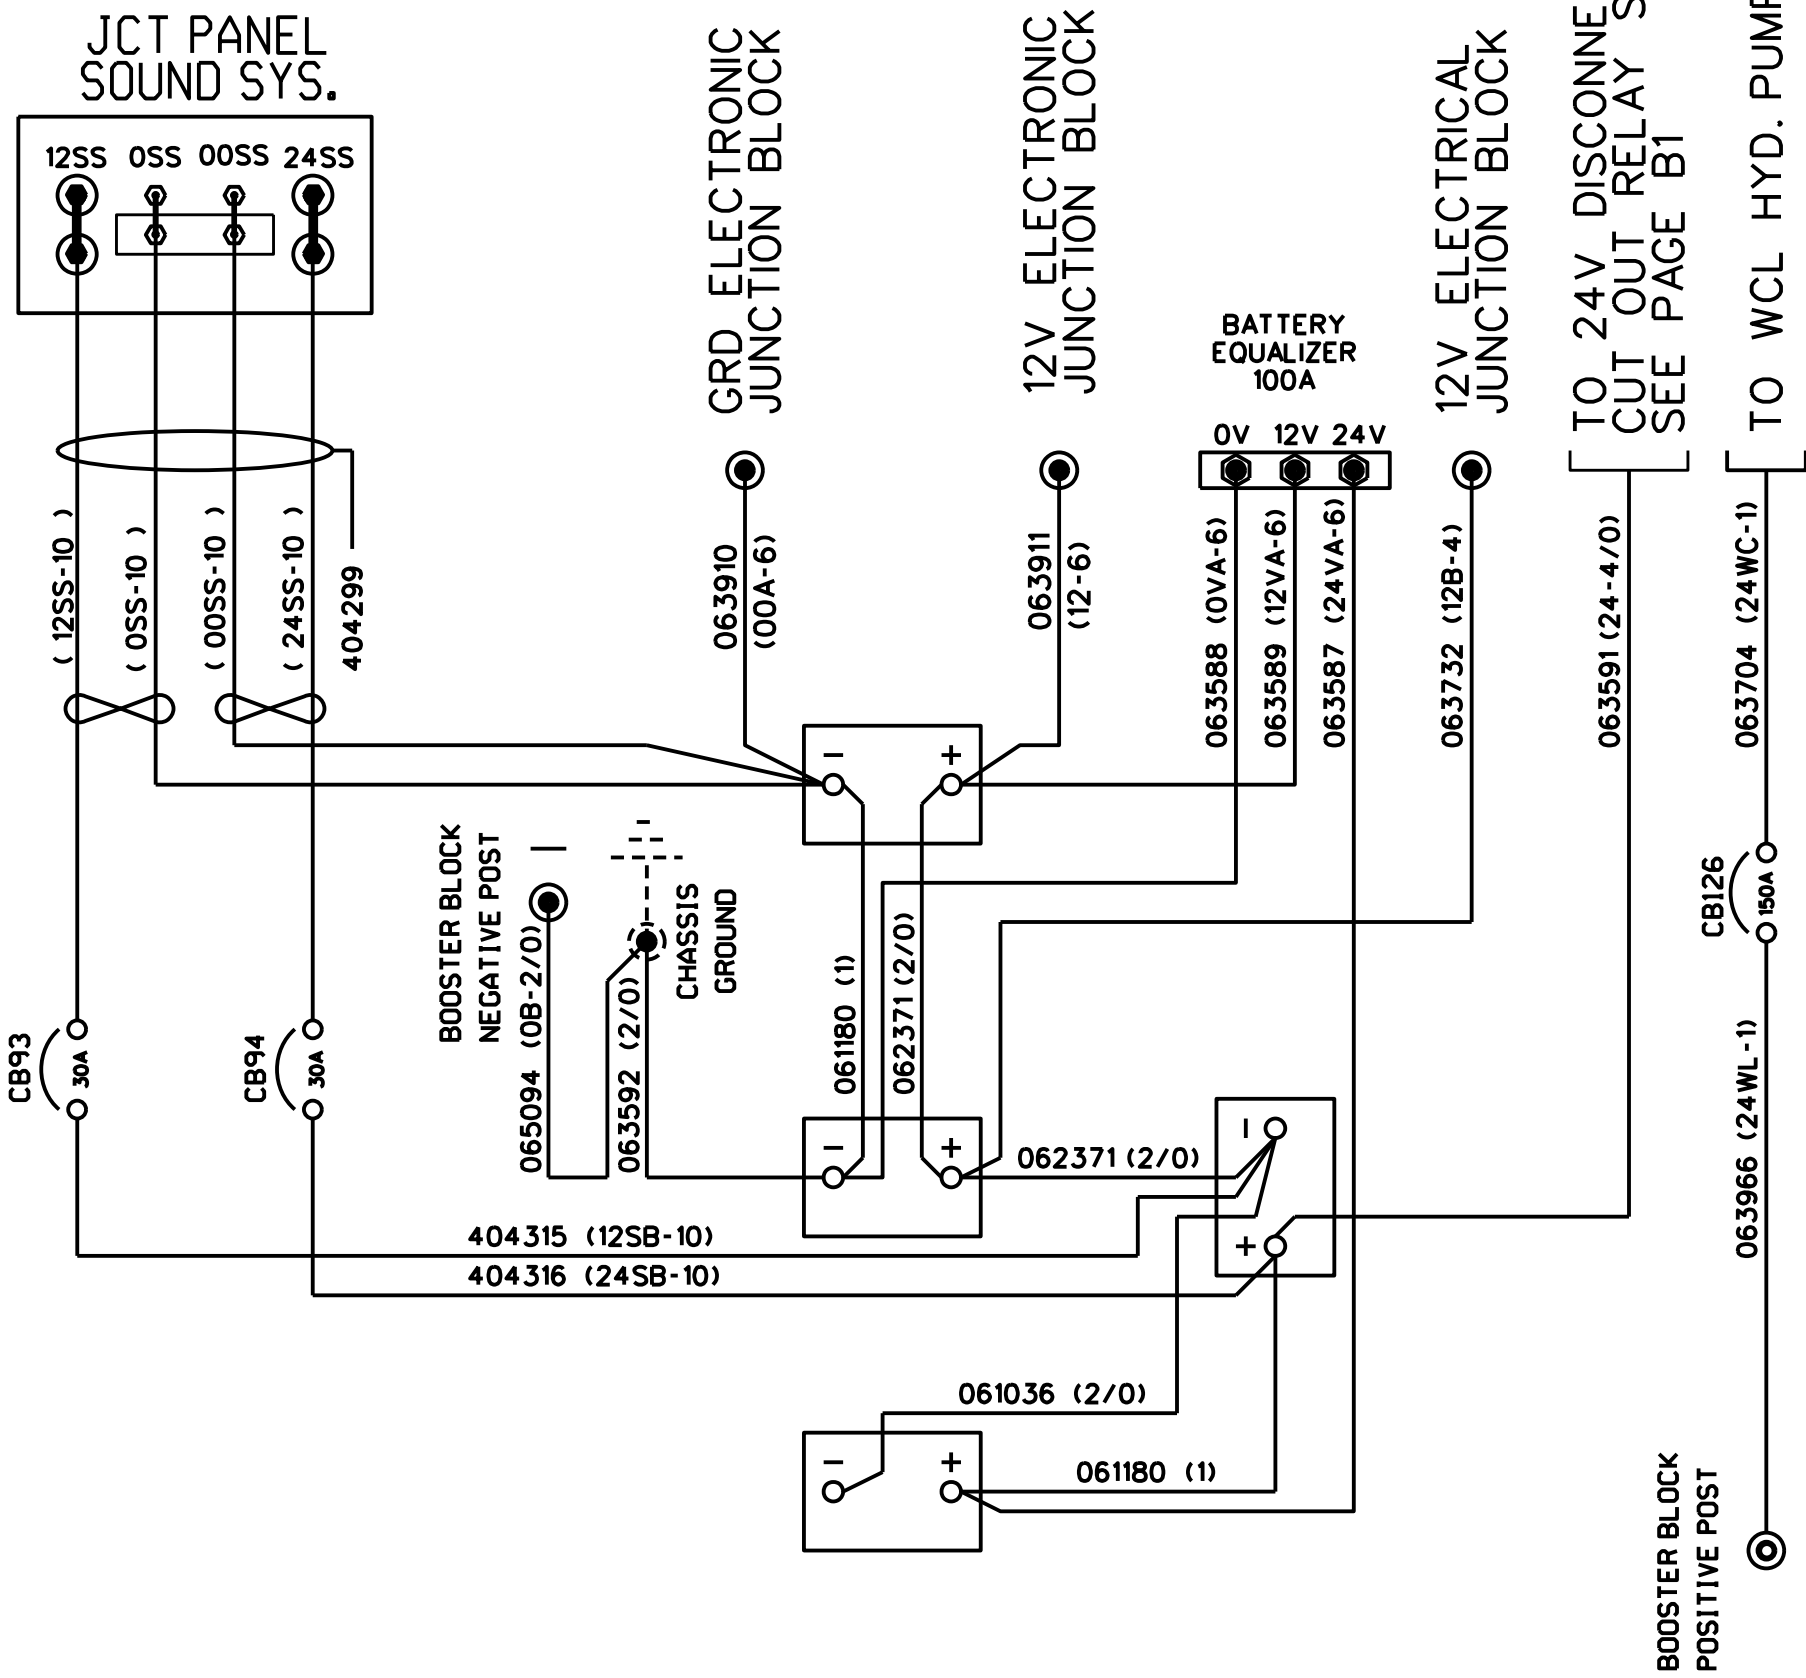 JCT PANEL
SOUND SYS.
12SS 0SS 00SS 24SS
GRD ELECTRONIC
JUNCTION BLOCK
12V ELECTRONIC
JUNCTION BLOCK
BATTERY
EQUALIZER
100A
0V 12V 24V
12V ELECTRICAL
JUNCTION BLOCK
TO 24V DISCONNE
CUT OUT RELAY S
SEE PAGE B1
TO WCL HYD. PUMP
( 12SS-10 )
( 0SS-10 )
( 00SS-10 )
( 24SS-10 )
404299
063910
(00A-6)
063911
(12-6)
063588 (0VA-6)
063589 (12VA-6)
063587 (24VA-6)
063732 (12B-4)
063591 (24-4/0)
063704 (24WC-1)
- +
BOOSTER BLOCK
NEGATIVE POST
CHASSIS
GROUND
CB126
150A
065094 (0B-2/0)
063592 (2/0)
061180 (1)
062371 (2/0)
CB93
30A
CB94
30A
- +
062371 (2/0)
-
+
063966 (24WL-1)
404315 (12SB-10)
404316 (24SB-10)
061036 (2/0)
- +
061180 (1)
BOOSTER BLOCK
POSITIVE POST